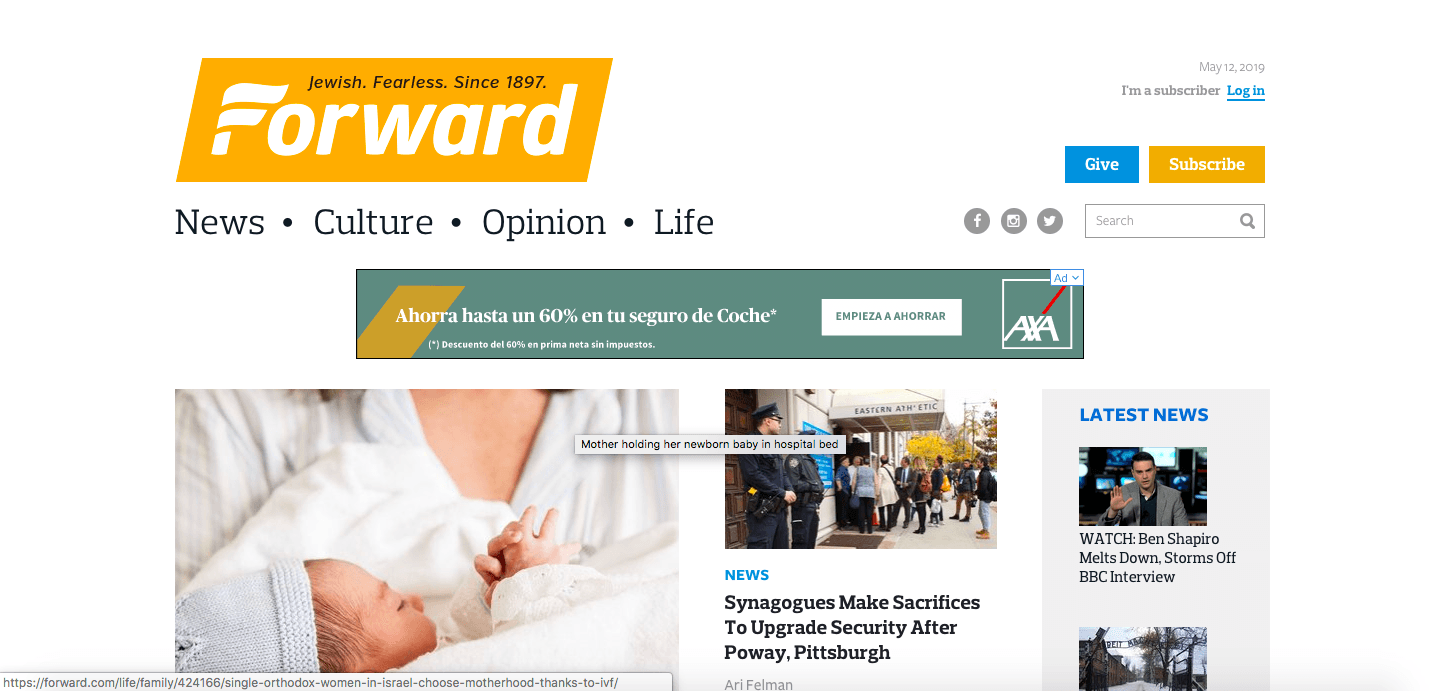 Jewish. Fearless. Since 1897.
Forward
May 12, 2019
I'm a subscriber Log in
Give Subscribe
News • Culture • Opinion • Life
Search
Ad
Ahorra hasta un 60% en tu seguro de Coche*
(*) Descuento del 60% en prima neta sin impuestos.
EMPIEZA A AHORRAR
AXA
Mother holding her newborn baby in hospital bed
EASTERN ATHLETIC
NEWS
Synagogues Make Sacrifices
To Upgrade Security After
Poway, Pittsburgh
Ari Felman
LATEST NEWS
WATCH: Ben Shapiro
Melts Down, Storms Off
BBC Interview
https://forward.com/life/family/424166/single-orthodox-women-in-israel-choose-motherhood-thanks-to-ivf/